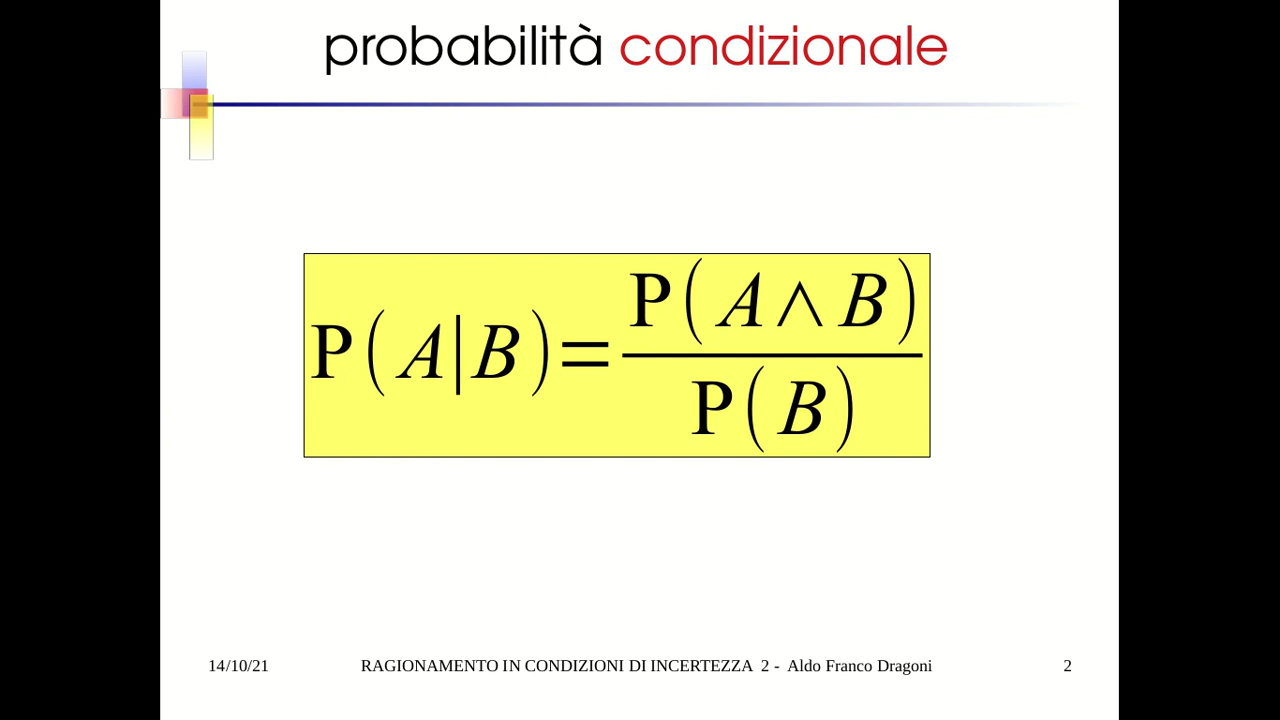 probabilità condizionale
P(A|B)=P(A∧B)/P(B)
14/10/21 RAGIONAMENTO IN CONDIZIONI DI INCERTEZZA 2 - Aldo Franco Dragoni 2